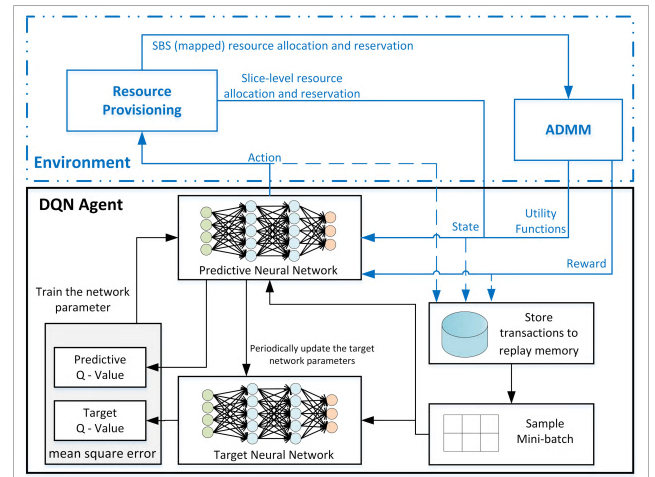 SBS (mapped) resource allocation and reservation
Resource
Provisioning
Slice-level resource
allocation and reservation
ADMM
Environment
Action
DQN Agent
Predictive Neural Network
State
Utility
Functions
Reward
Train the network
parameter
Store
transactions to
replay memory
Predictive
Q - Value
Periodically update the target
network parameters
Target
Q - Value
mean square error
Target Neural Network
Sample
Mini-batch